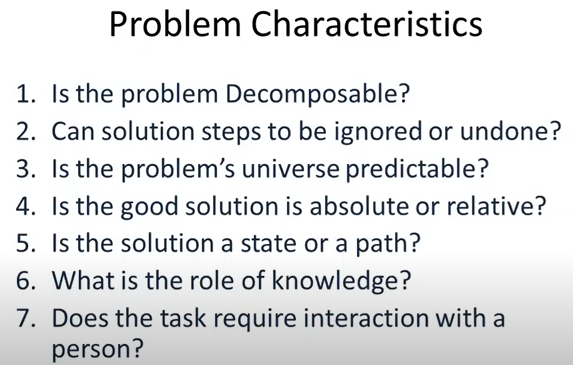 Problem Characteristics
1. Is the problem Decomposable?
2. Can solution steps to be ignored or undone?
3. Is the problem's universe predictable?
4. Is the good solution is absolute or relative?
5. Is the solution a state or a path?
6. What is the role of knowledge?
7. Does the task require interaction with a
person?